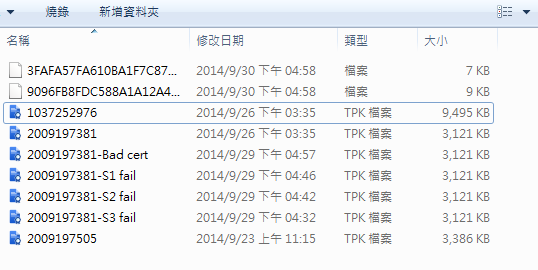 燒錄 新增資料夾
名稱 修改日期 類型 大小
3FAFA57FA610BA1F7C87... 2014/9/30 下午 04:58 檔案 7 KB
9096FB8FDC588A1A12A4... 2014/9/30 下午 04:58 檔案 9 KB
1037252976 2014/9/26 下午 03:35 TPK 檔案 9,495 KB
2009197381 2014/9/26 下午 03:35 TPK 檔案 3,121 KB
2009197381-Bad cert 2014/9/29 下午 04:57 TPK 檔案 3,121 KB
2009197381-S1 fail 2014/9/29 下午 04:46 TPK 檔案 3,121 KB
2009197381-S2 fail 2014/9/29 下午 04:42 TPK 檔案 3,121 KB
2009197381-S3 fail 2014/9/29 下午 04:32 TPK 檔案 3,121 KB
2009197505 2014/9/23 上午 11:15 TPK 檔案 3,386 KB